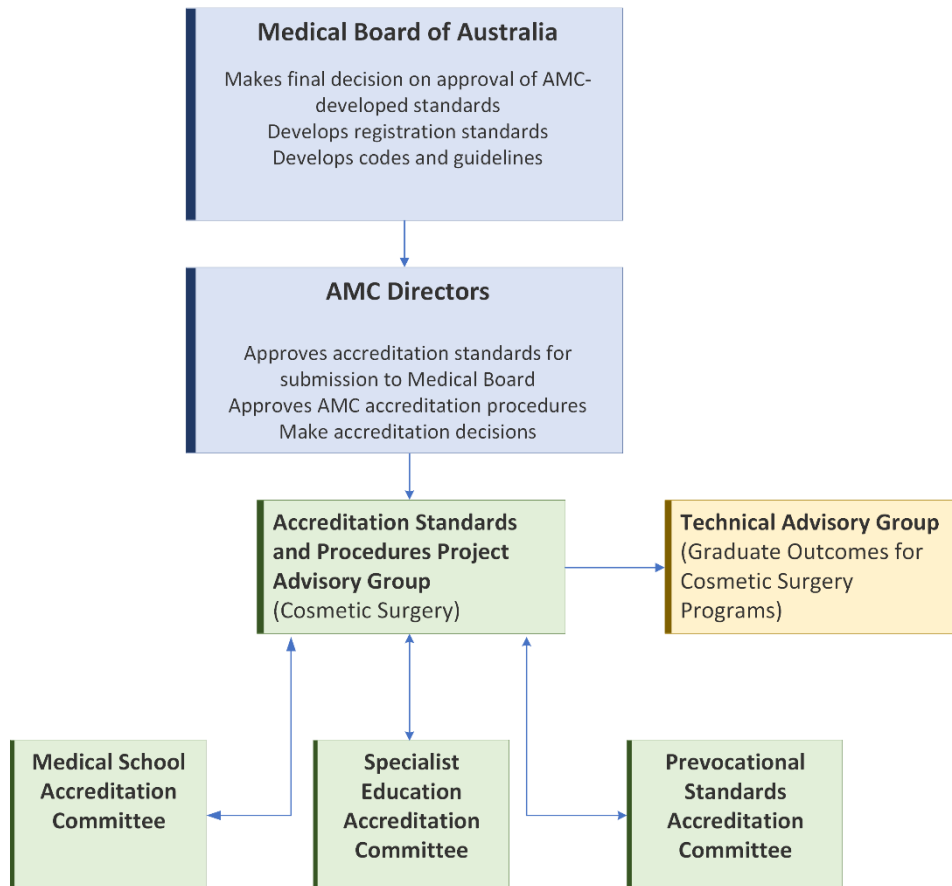 Medical Board of Australia
Makes final decision on approval of AMC-
developed standards
Develops registration standards
Develops codes and guidelines
AMC Directors
Approves accreditation standards for
submission to Medical Board
Approves AMC accreditation procedures
Make accreditation decisions
Accreditation Standards
and Procedures Project
Advisory Group
(Cosmetic Surgery)
Technical Advisory Group
(Graduate Outcomes for
Cosmetic Surgery
Programs)
Medical School
Accreditation
Committee
Specialist
Education
Accreditation
Committee
Prevocational
Standards
Accreditation
Committee